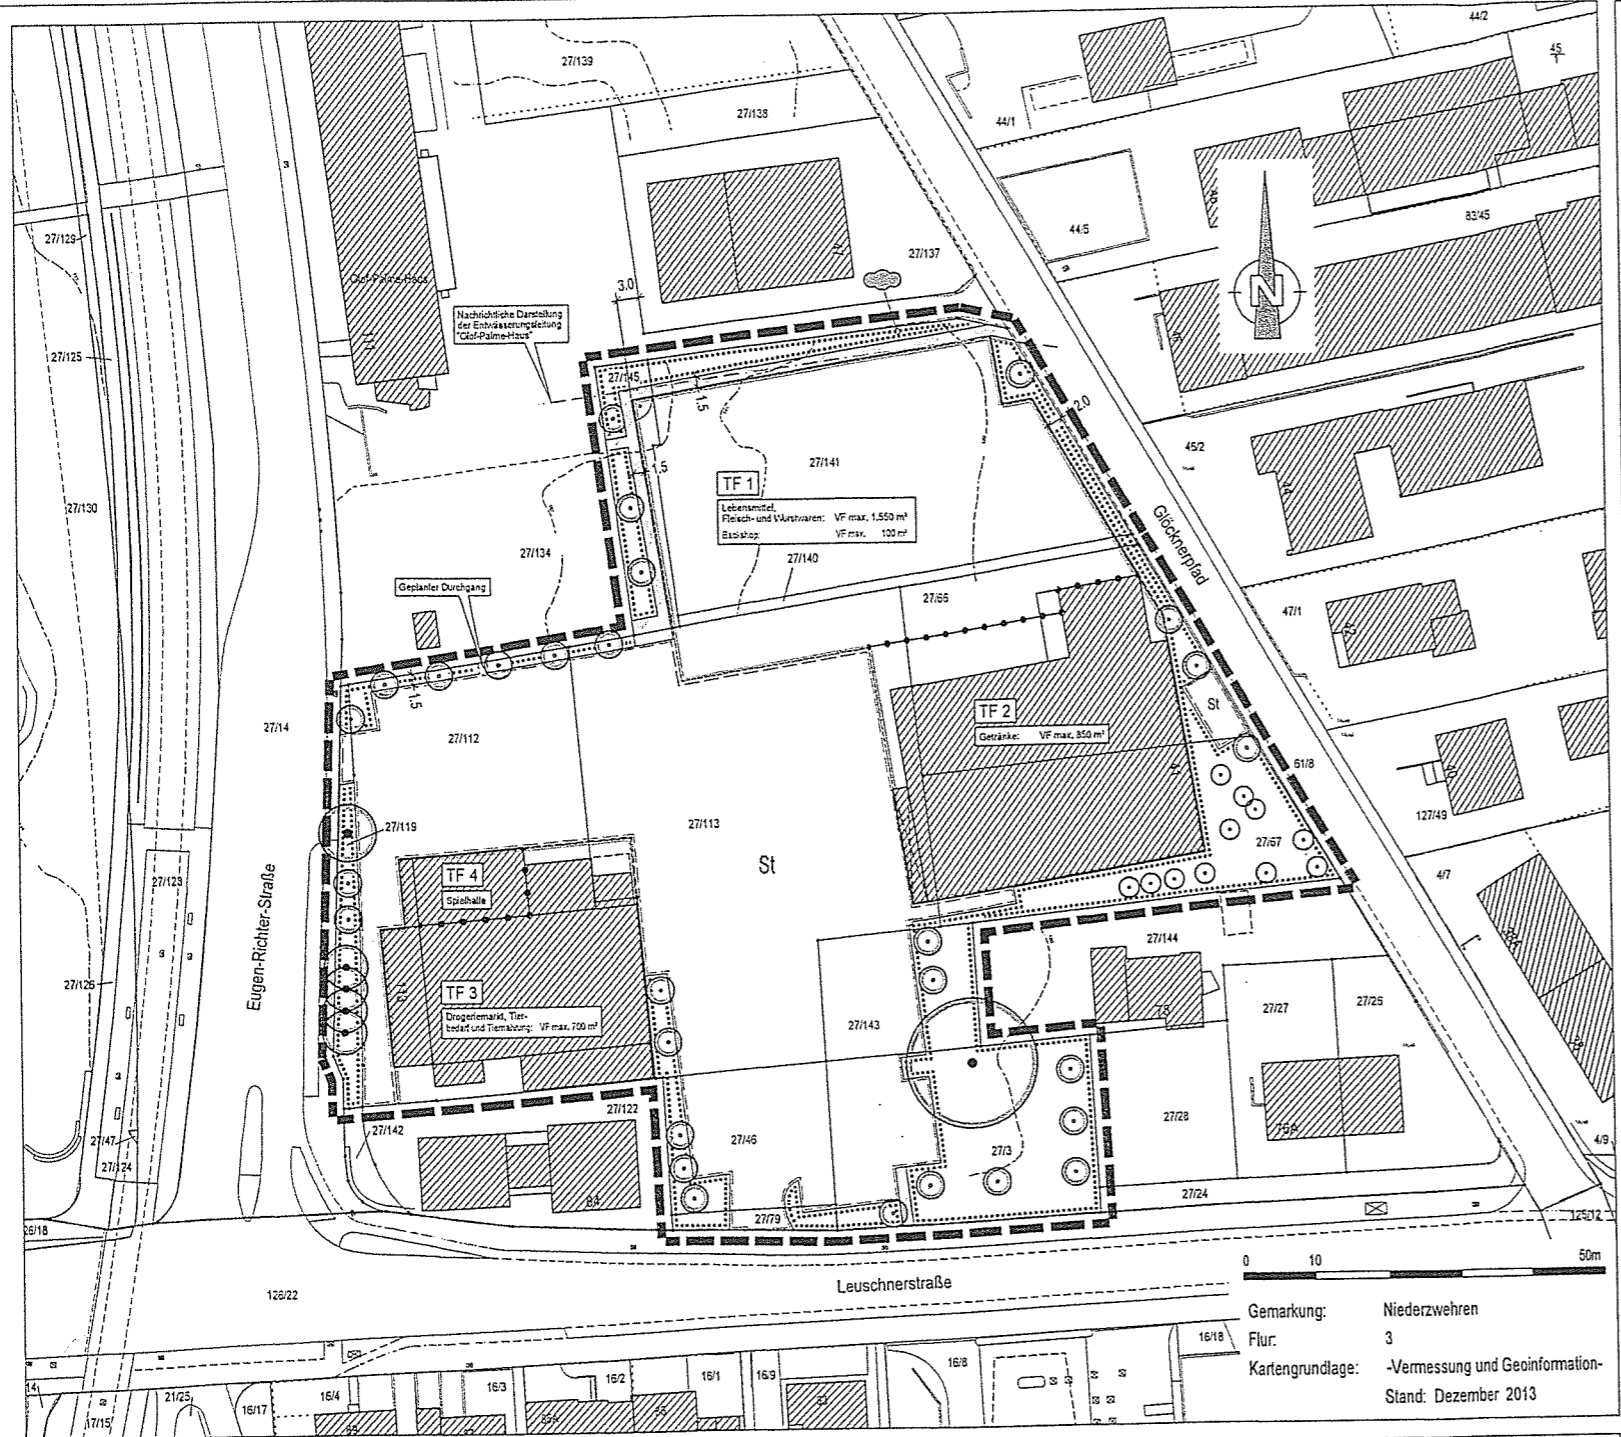 44/2
45
1
27/139
27/138
44/1
44/5
83/45
27/129
27/137
Olof-Palme-Haus
3,0
Nachrichtliche Darstellung
der Entwässerungsleitung
"Olof-Palme-Haus"
N
27/125
27/145
1,5
2,0
45/2
27/141
1,5
TF 1
Lebensmittel,
Fleisch- und Wurstwaren: VF max. 1.550 m²
Backshop: VF max. 100 m²
27/130
27/134
27/140
Glöcknerpfad
Geplanter Durchgang
27/66
47/1
42
44
1,5
27/14
27/112
TF 2
Getränke: VF max. 850 m²
St
41
61/8
40
127/49
27/119
27/113
St
27/67
4/7
27/123
Eugen-Richter-Straße
TF 4
Spielhalle
27/144
27/126
TF 3
Drogeriemarkt, Tier-
bedarf und Tiernahrung: VF max. 700 m²
113
27/143
27/27
27/26
27/122
27/142
27/46
27/3
27/28
76A
27/47
27/124
84
4/9
27/79
27/24
26/18
125/12
Leuschnerstraße
126/22
0 10 50m
Gemarkung: Niederzwehren
Flur: 3
Kartengrundlage: -Vermessung und Geoinformation-
Stand: Dezember 2013
16/18
16/8
16/9
16/1
16/2
16/3
16/4
16/17
21/25
17/15
14